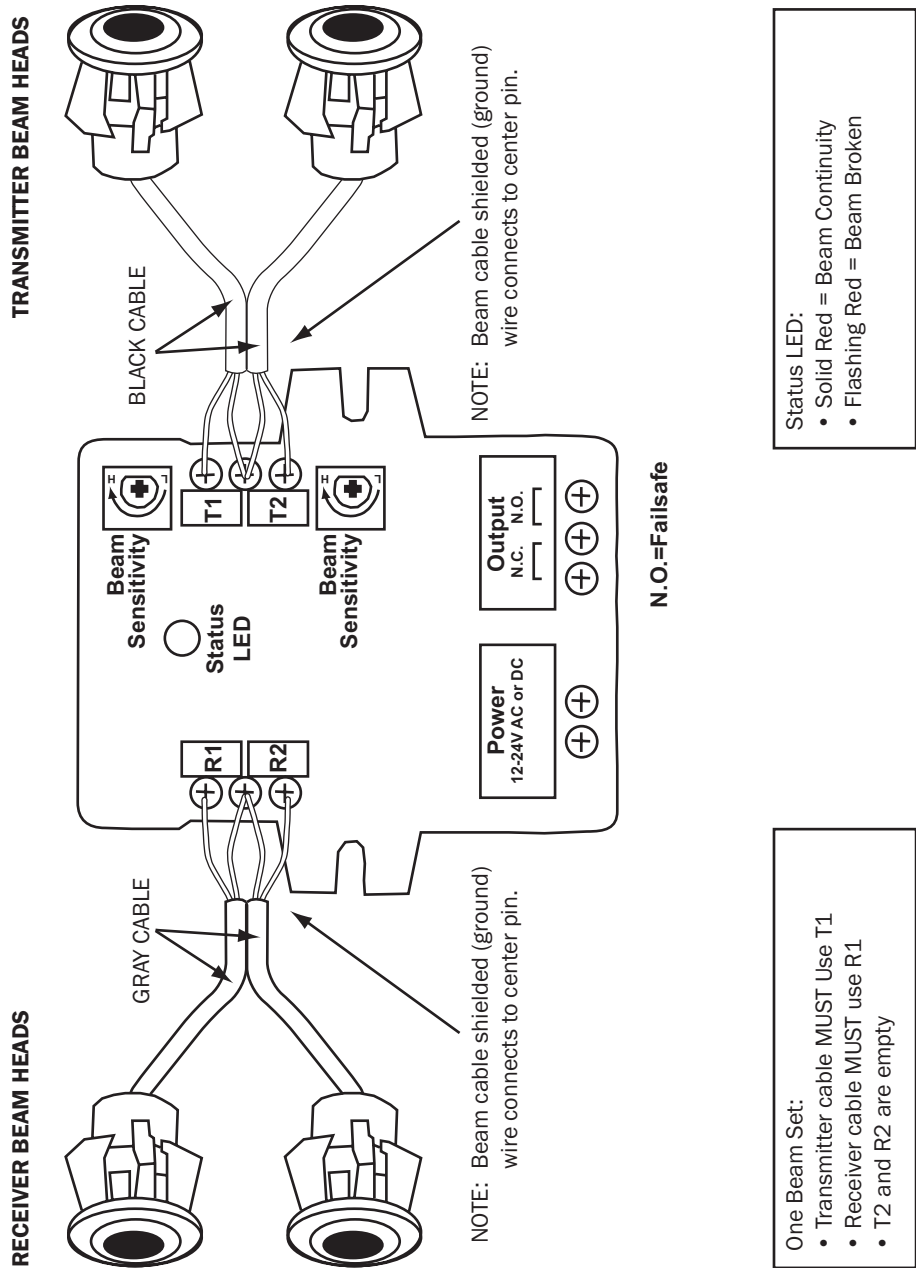 RECEIVER BEAM HEADS
TRANSMITTER BEAM HEADS
GRAY CABLE
BLACK CABLE
R1
R2
Status
LED
Beam
Sensitivity
H
L
T1
T2
Beam
Sensitivity
H
L
Power
12-24V AC or DC
Output
N.C. N.O.
N.O.=Failsafe
NOTE: Beam cable shielded (ground)
wire connects to center pin.
NOTE: Beam cable shielded (ground)
wire connects to center pin.
One Beam Set:
• Transmitter cable MUST Use T1
• Receiver cable MUST use R1
• T2 and R2 are empty
Status LED:
• Solid Red = Beam Continuity
• Flashing Red = Beam Broken